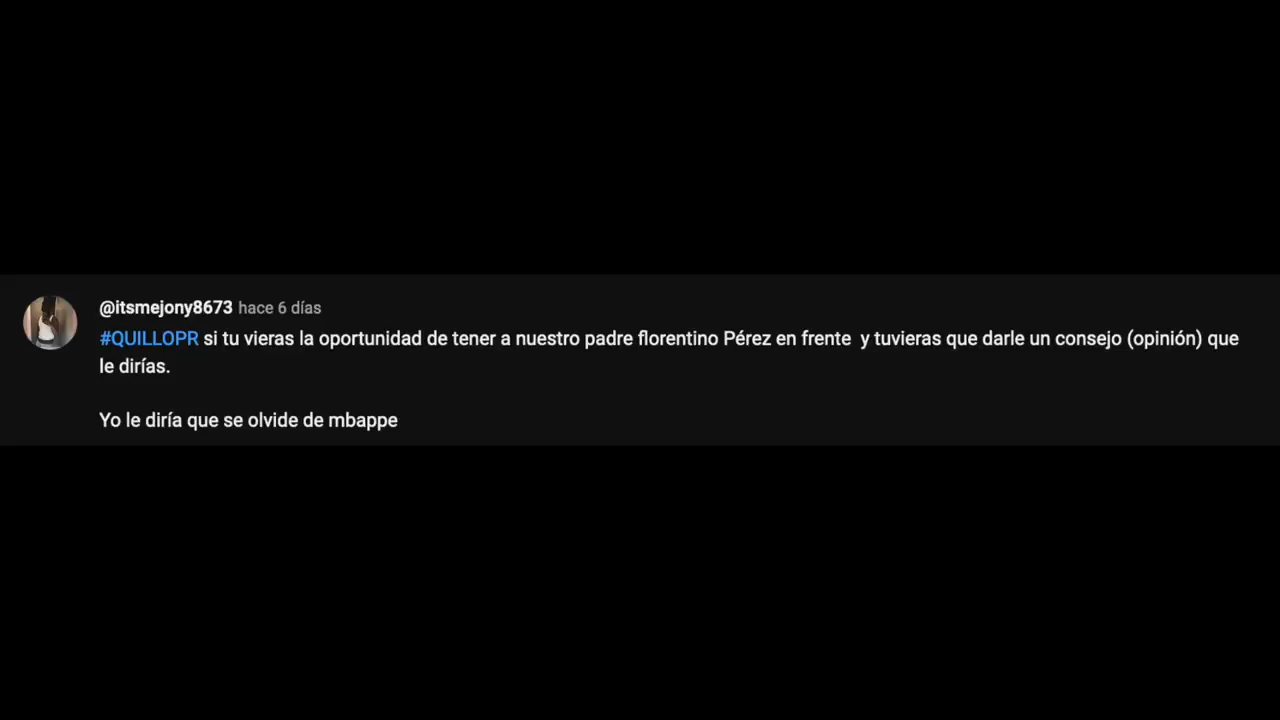 @itsmejony8673 hace 6 días
#QUILLOPR si tu vieras la oportunidad de tener a nuestro padre florentino Pérez en frente  y tuvieras que darle un consejo (opinión) que
le dirías.
Yo le diría que se olvide de mbappe